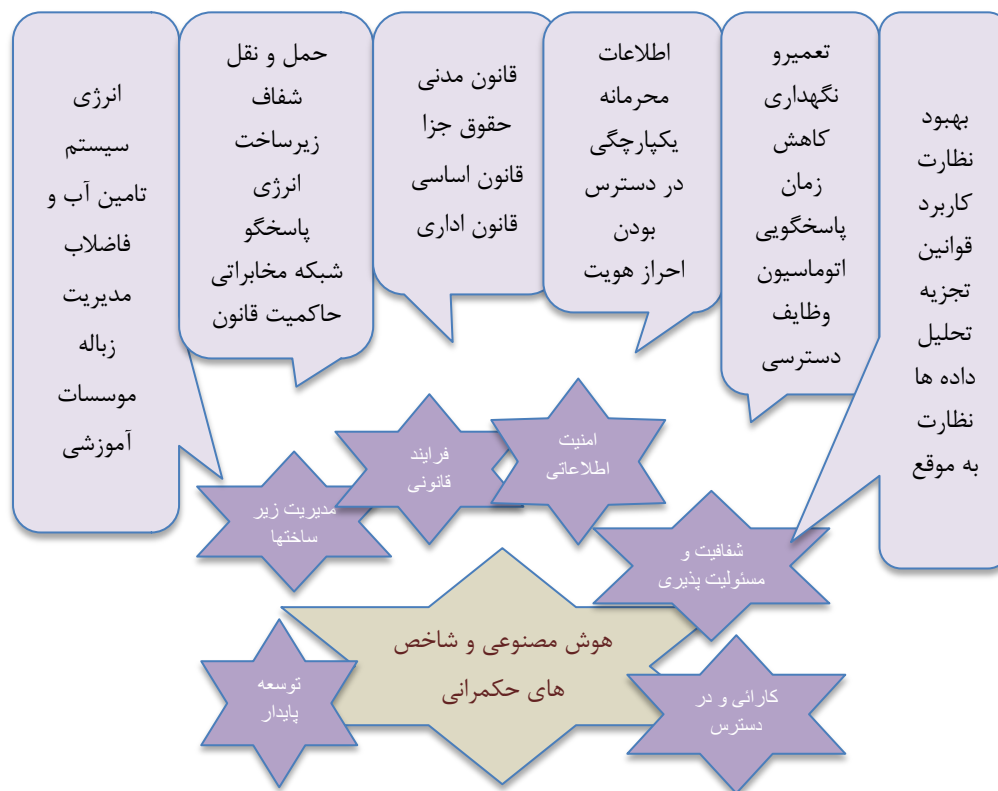 بهبود
نظارت
کاربرد
قوانین
تجزیه
تحلیل
داده ها
نظارت
به موقع
تعمیرو
نگهداری
کاهش
زمان
پاسخگویی
اتوماسیون
وظایف
دسترسی
اطلاعات
محرمانه
یکپارچگی
در دسترس
بودن
احراز هویت
قانون مدنی
حقوق جزا
قانون اساسی
قانون اداری
حمل و نقل
شفاف
زیرساخت
انرژی
پاسخگو
شبکه مخابراتی
حاکمیت قانون
انرژی
سیستم
تامین آب و
فاضلاب
مدیریت
زباله
موسسات
آموزشی
امنیت
اطلاعاتی
فرایند
قانونی
مدیریت زیر
ساختها
شفافیت و
مسئولیت پذیری
هوش مصنوعی و شاخص
های حکمرانی
کارائی و در
دسترس
توسعه
پایدار